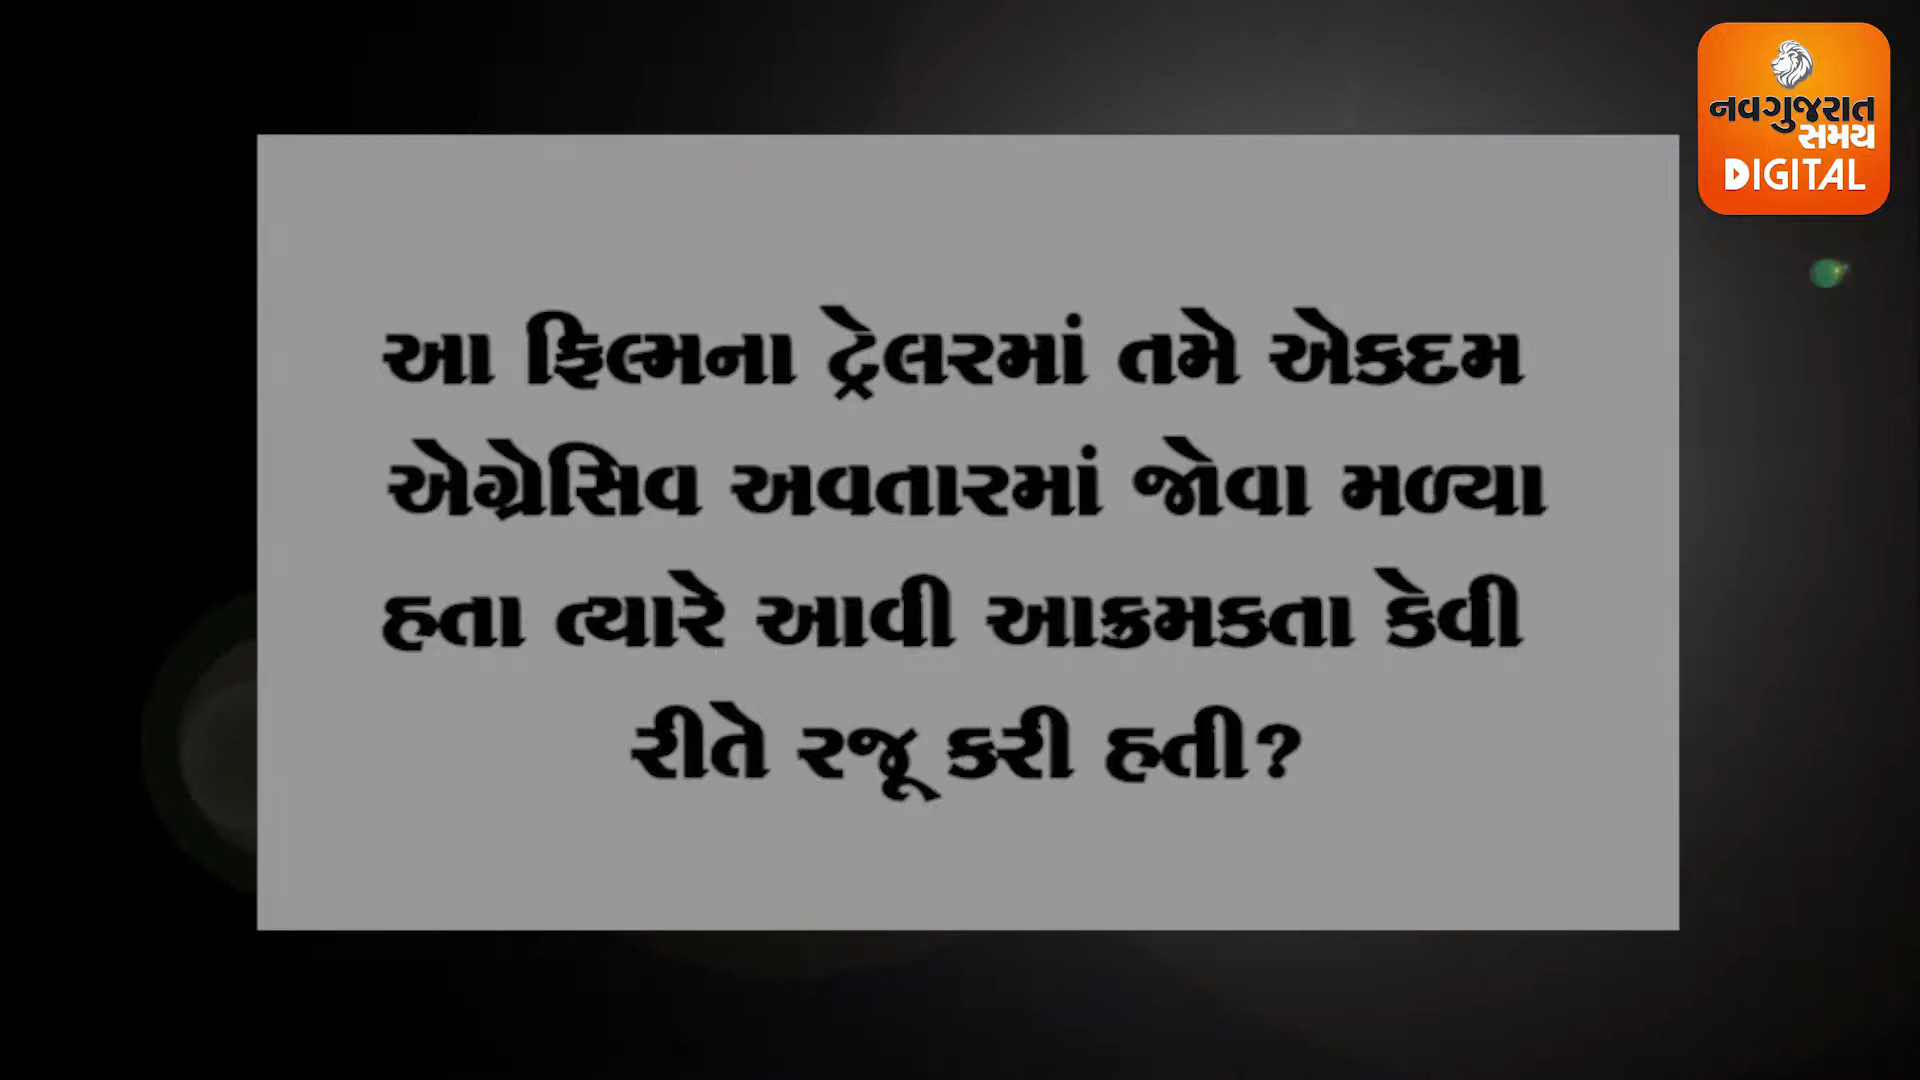 નવગુજરાત
સમય
DIGITAL
આ ફિલ્મના ટ્રેલરમાં તમે એકદમ
એગ્રેસિવ અવતારમાં જોવા મળ્યા
હતા ત્યારે આવી આક્રમકતા કેવી
રીતે રજૂ કરી હતી?